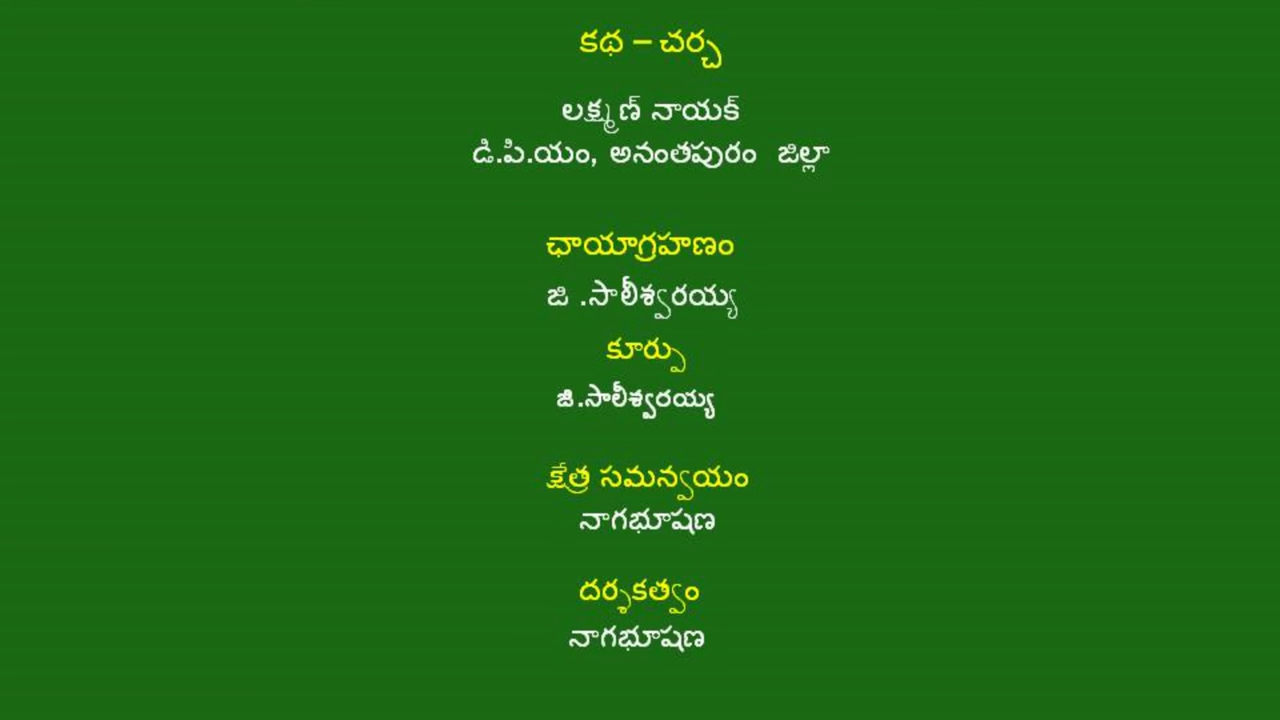 కథ – చర్చ
లక్ష్మణ్ నాయక్
డి.పి.యం, అనంతపురం జిల్లా
ఛాయాగ్రహణం
జి .సాలీశ్వరయ్య
కూర్పు
జి.సాలీశ్వరయ్య
క్షేత్ర సమన్వయం
నాగభూషణ
దర్శకత్వం
నాగభూషణ